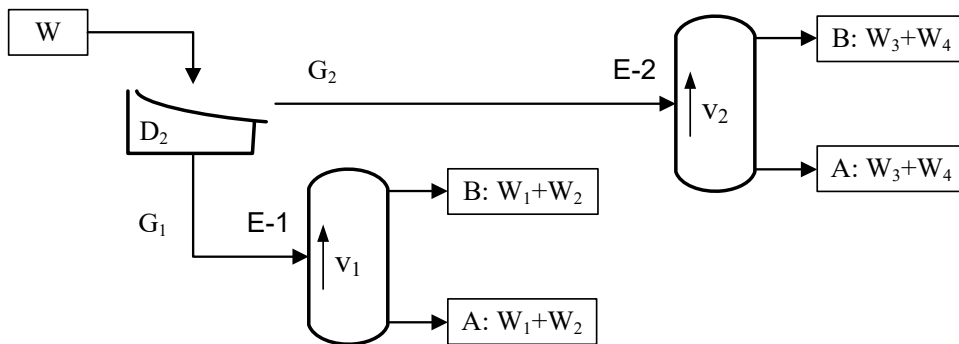 W
B: W₃+W₄
G₂
E-2
v₂
D₂
A: W₃+W₄
B: W₁+W₂
G₁
E-1
v₁
A: W₁+W₂